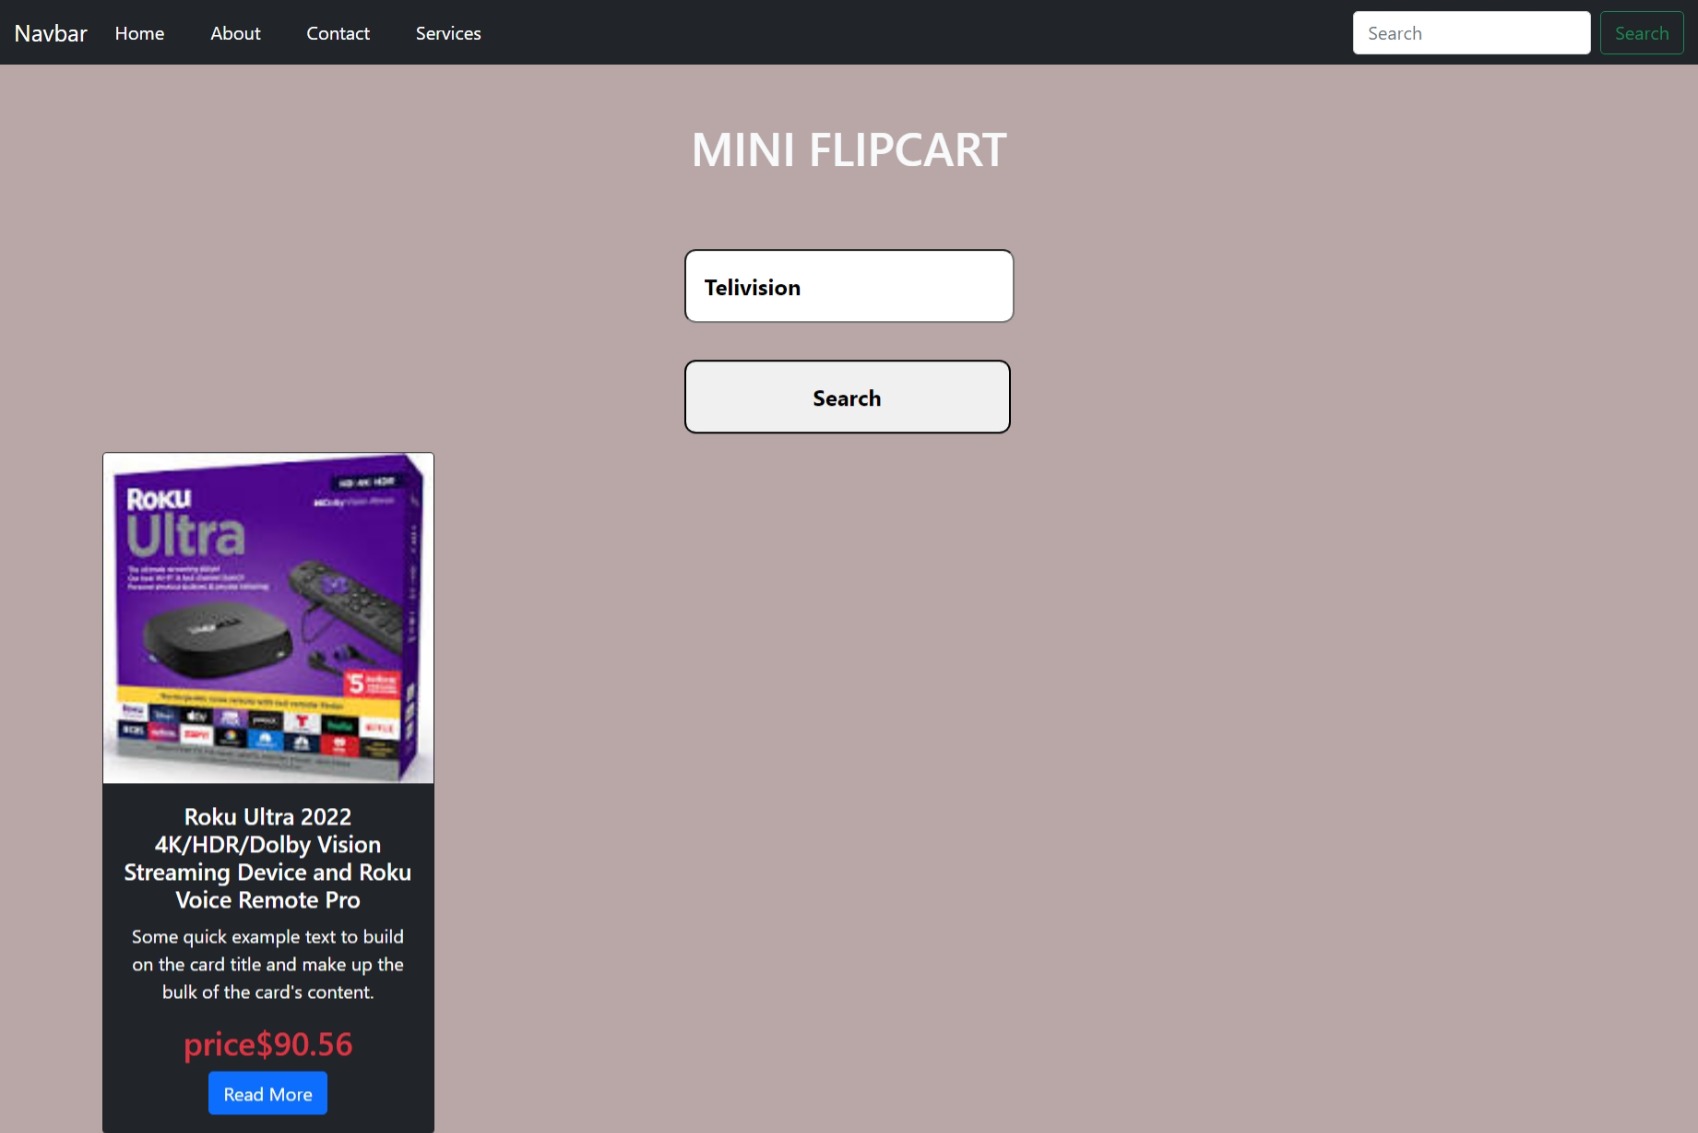 Navbar Home About Contact Services Search Search
MINI FLIPCART
Telivision
Search
ROKU
Ultra
$5
Roku Ultra 2022
4K/HDR/Dolby Vision
Streaming Device and Roku
Voice Remote Pro
Some quick example text to build
on the card title and make up the
bulk of the card's content.
price$90.56
Read More